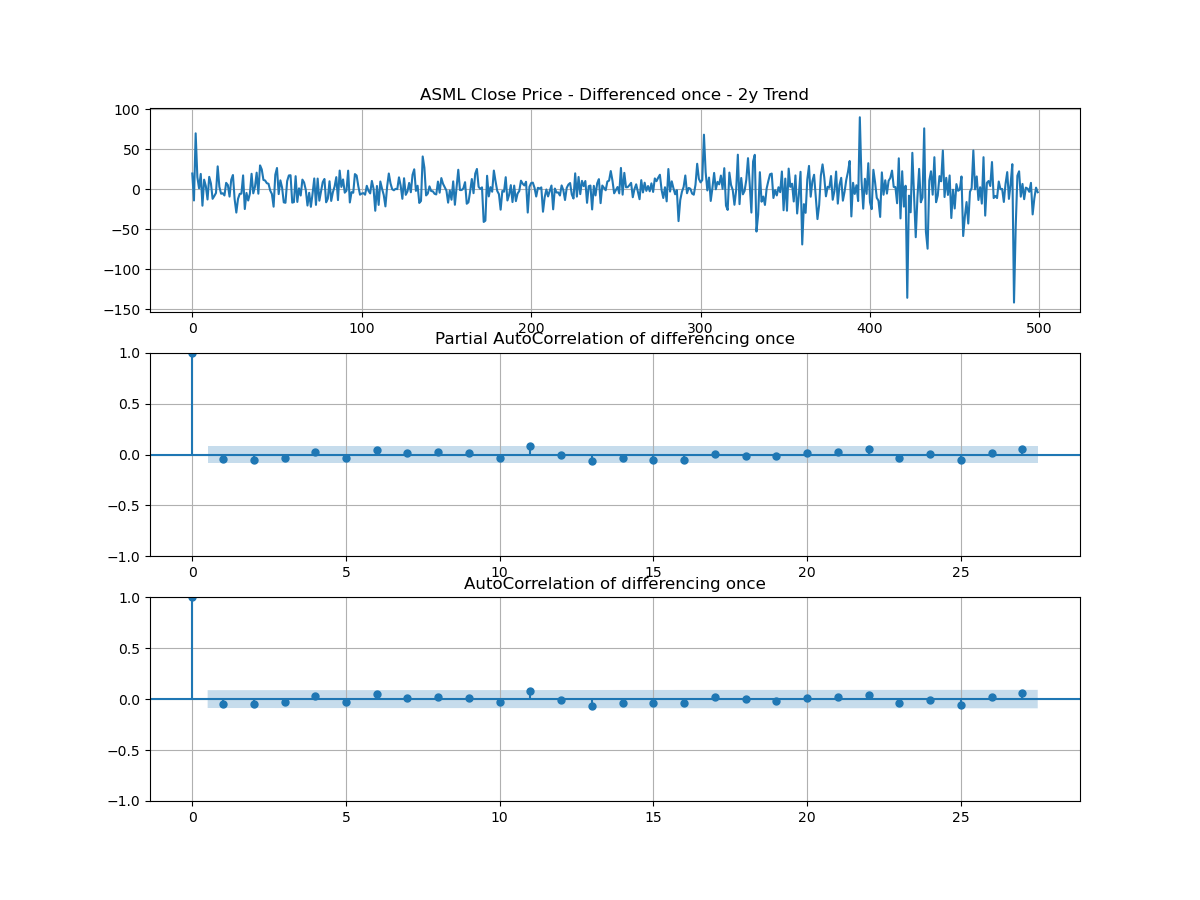 ASML Close Price - Differenced once - 2y Trend
100
50
0
−50
−100
−150
0 100 200 300 400 500
Partial AutoCorrelation of differencing once
1.0
0.5
0.0
−0.5
−1.0
0 5 10 15 20 25
AutoCorrelation of differencing once
1.0
0.5
0.0
−0.5
−1.0
0 5 10 15 20 25